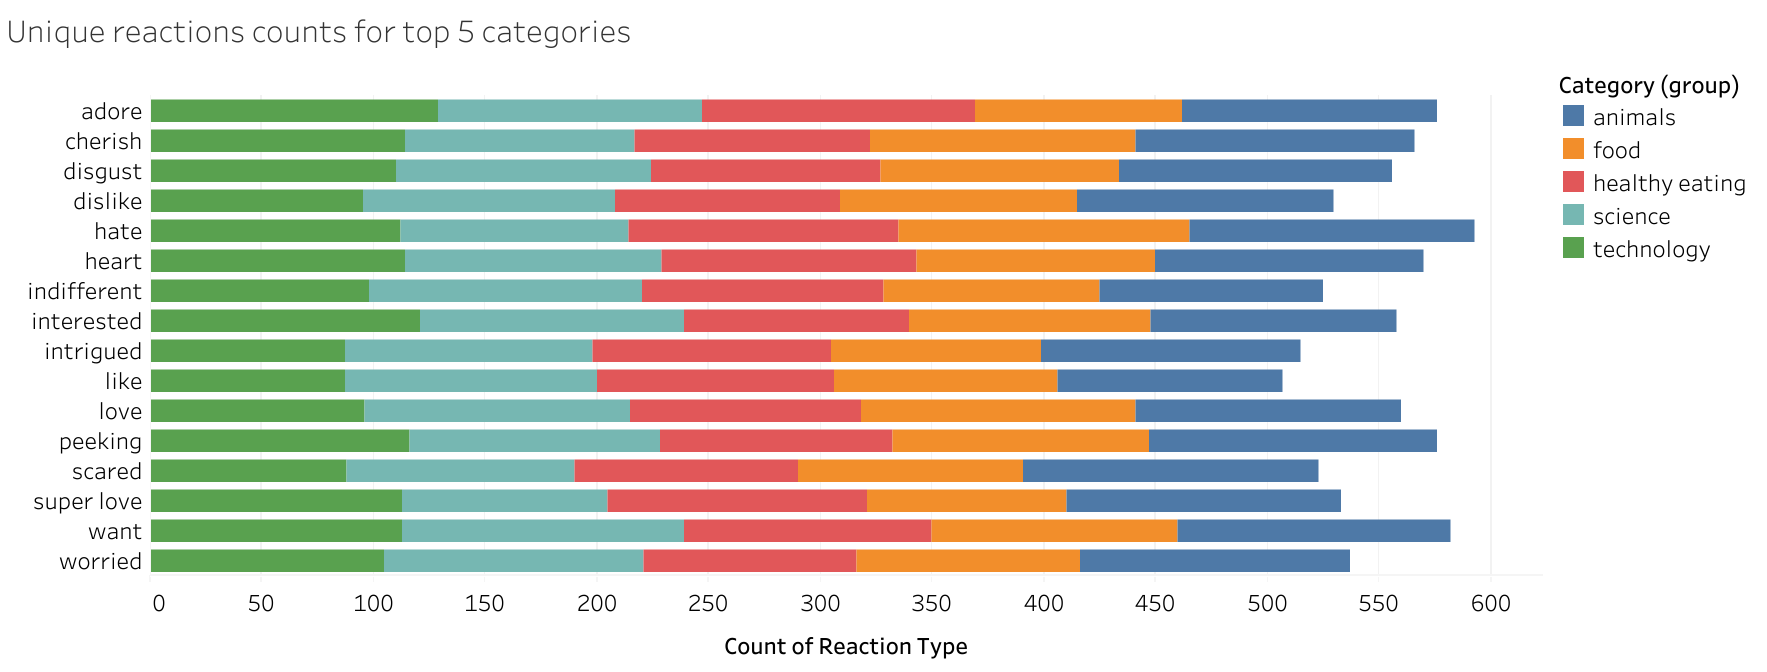 Unique reactions counts for top 5 categories
Category (group)
animals
food
healthy eating
science
technology
adore
cherish
disgust
dislike
hate
heart
indifferent
interested
intrigued
like
love
peeking
scared
super love
want
worried
0 50 100 150 200 250 300 350 400 450 500 550 600
Count of Reaction Type